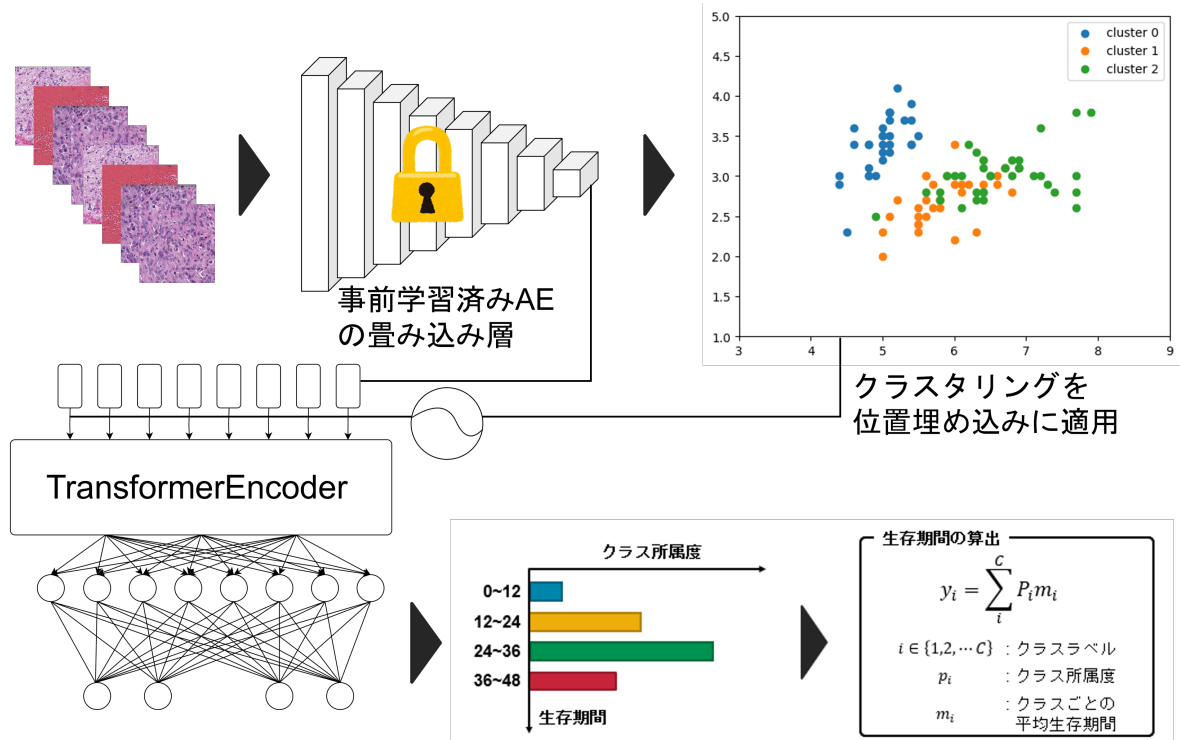 5.0
4.5
4.0
3.5
3.0
2.5
2.0
1.5
1.0
3
4
5
6
7
8
9
cluster 0
cluster 1
cluster 2
事前学習済みAE
の畳み込み層
クラスタリングを
位置埋め込みに適用
TransformerEncoder
クラス所属度
0~12
12~24
24~36
36~48
生存期間
生存期間の算出
$y_i = \sum_{i}^{C} P_i m_i$
$i \in \{1,2,\cdots C\}$ : クラスラベル
$p_i$ : クラス所属度
$m_i$ : クラスごとの
平均生存期間